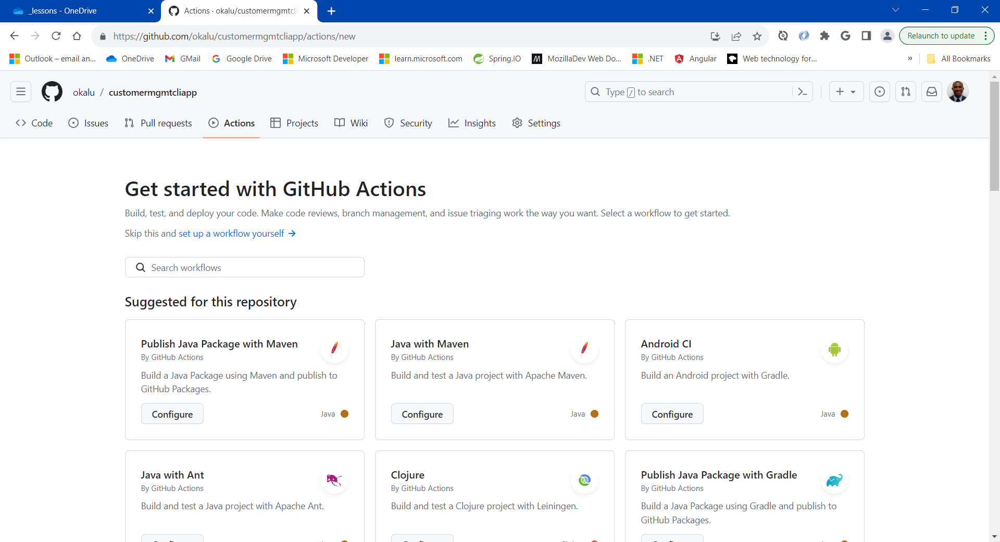 _lessons - OneDrive
Actions · okalu/customermgmtcli
https://github.com/okalu/customermgmtcliapp/actions/new
Relaunch to update
Outlook – email an...
OneDrive
GMail
Google Drive
Microsoft Developer
learn.microsoft.com
Spring.IO
MozillaDev Web Do...
.NET
Angular
Web technology for...
»
All Bookmarks
okalu / customermgmtcliapp
Type / to search
Code
Issues
Pull requests
Actions
Projects
Wiki
Security
Insights
Settings
Get started with GitHub Actions
Build, test, and deploy your code. Make code reviews, branch management, and issue triaging work the way you want. Select a workflow to get started.
Skip this and set up a workflow yourself →
Search workflows
Suggested for this repository
Publish Java Package with Maven
By GitHub Actions
Build a Java Package using Maven and publish to
GitHub Packages.
Configure
Java
Java with Maven
By GitHub Actions
Build and test a Java project with Apache Maven.
Configure
Java
Android CI
By GitHub Actions
Build an Android project with Gradle.
Configure
Java
Java with Ant
By GitHub Actions
Build and test a Java project with Apache Ant.
Clojure
By GitHub Actions
Build and test a Clojure project with Leiningen.
Publish Java Package with Gradle
By GitHub Actions
Build a Java Package using Gradle and publish to
GitHub Packages.